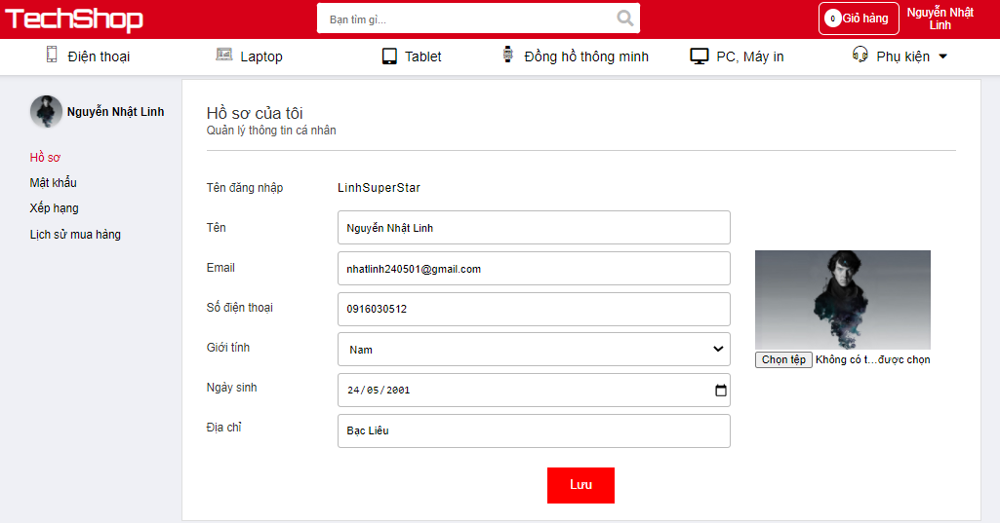 TechShop
Bạn tìm gì...
0 Giỏ hàng
Nguyễn Nhật
Linh
Điện thoại
Laptop
Tablet
Đồng hồ thông minh
PC, Máy in
Phụ kiện
Nguyễn Nhật Linh
Hồ sơ
Mật khẩu
Xếp hạng
Lịch sử mua hàng
Hồ sơ của tôi
Quản lý thông tin cá nhân
Tên đăng nhập
LinhSuperStar
Tên
Nguyễn Nhật Linh
Email
nhatlinh240501@gmail.com
Số điện thoại
0916030512
Giới tính
Nam
Ngày sinh
24/05/2001
Địa chỉ
Bạc Liêu
Chọn tệp Không có t...được chọn
Lưu